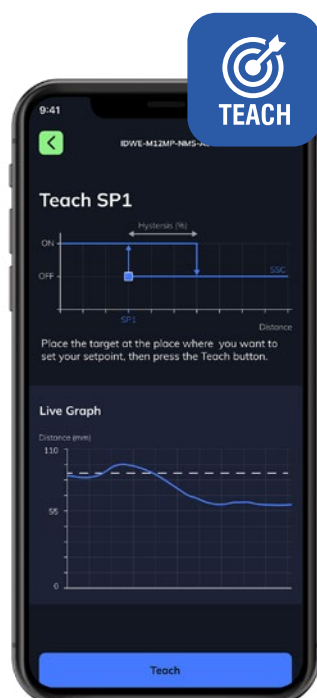 TEACH
9:41
IDWE-M12MP-NMS-A
Teach SP1
Hystersis (%)
ON
OFF
SSC
SP1
Distance
Place the target at the place where you want to
set your setpoint, then press the Teach button.
Live Graph
Distance (mm)
110
55
0
Teach